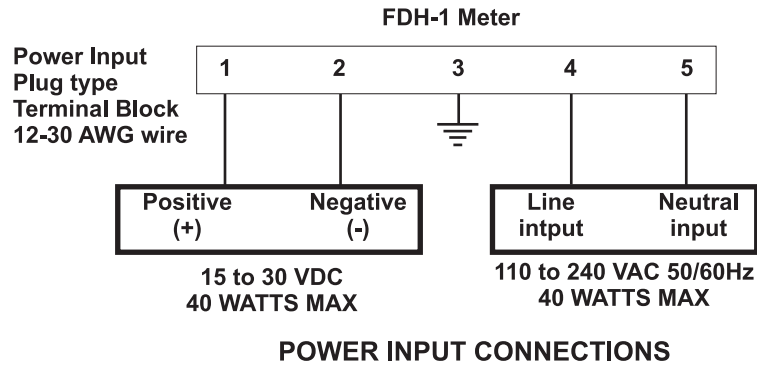 FDH-1 Meter
Power Input
Plug type
Terminal Block
12-30 AWG wire
1 2 3 4 5
Positive
(+)
Negative
(-)
Line
intput
Neutral
input
15 to 30 VDC
40 WATTS MAX
110 to 240 VAC 50/60Hz
40 WATTS MAX
POWER INPUT CONNECTIONS